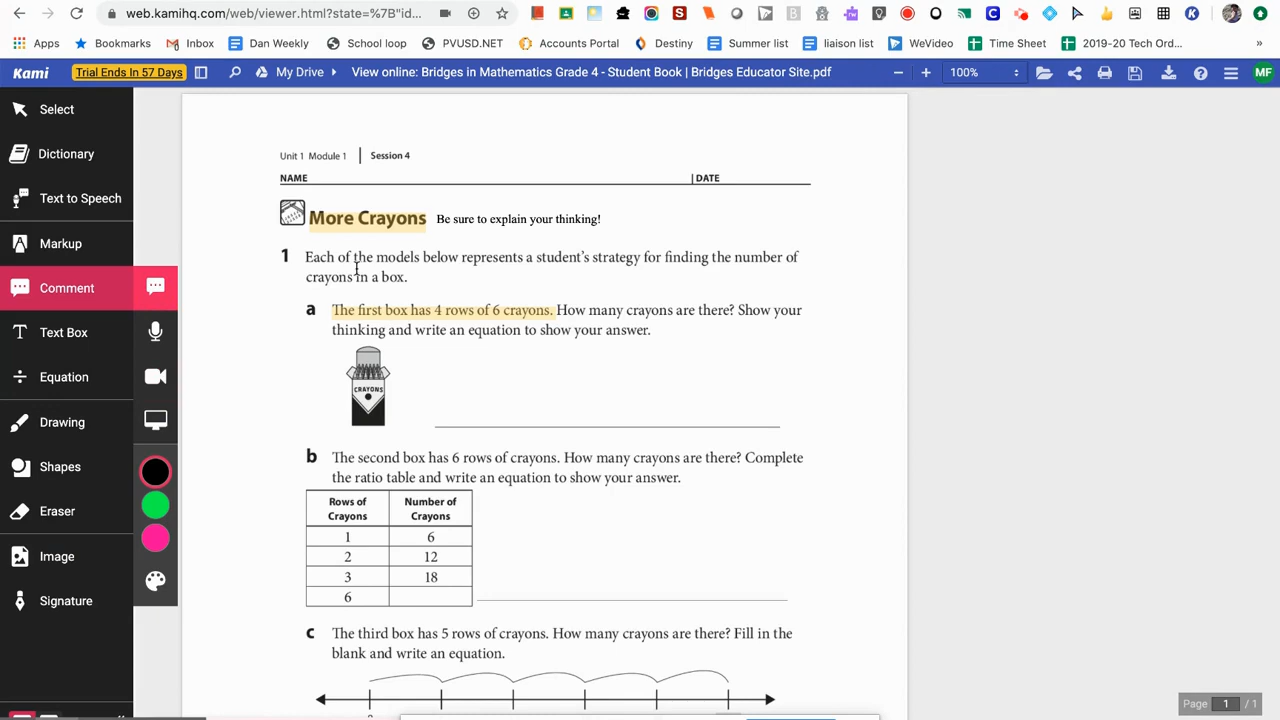 web.kamihq.com/web/viewer.html?state=%7B"id...
Apps
Bookmarks
Inbox
Dan Weekly
School loop
PVUSD.NET
Accounts Portal
Destiny
Summer list
liaison list
WeVideo
Time Sheet
2019-20 Tech Ord...
»
Kami
Trial Ends In 57 Days
My Drive
View online: Bridges in Mathematics Grade 4 - Student Book | Bridges Educator Site.pdf
100%
MF
Select
Dictionary
Text to Speech
Markup
Comment
Text Box
Equation
Drawing
Shapes
Eraser
Image
Signature
Unit 1 Module 1 | Session 4
NAME | DATE
More Crayons Be sure to explain your thinking!
1 Each of the models below represents a student's strategy for finding the number of
crayons in a box.
a The first box has 4 rows of 6 crayons. How many crayons are there? Show your
thinking and write an equation to show your answer.
CRAYONS
b The second box has 6 rows of crayons. How many crayons are there? Complete
the ratio table and write an equation to show your answer.
Rows of Crayons Number of Crayons
1 6
2 12
3 18
6
c The third box has 5 rows of crayons. How many crayons are there? Fill in the
blank and write an equation.
Page 1 / 1